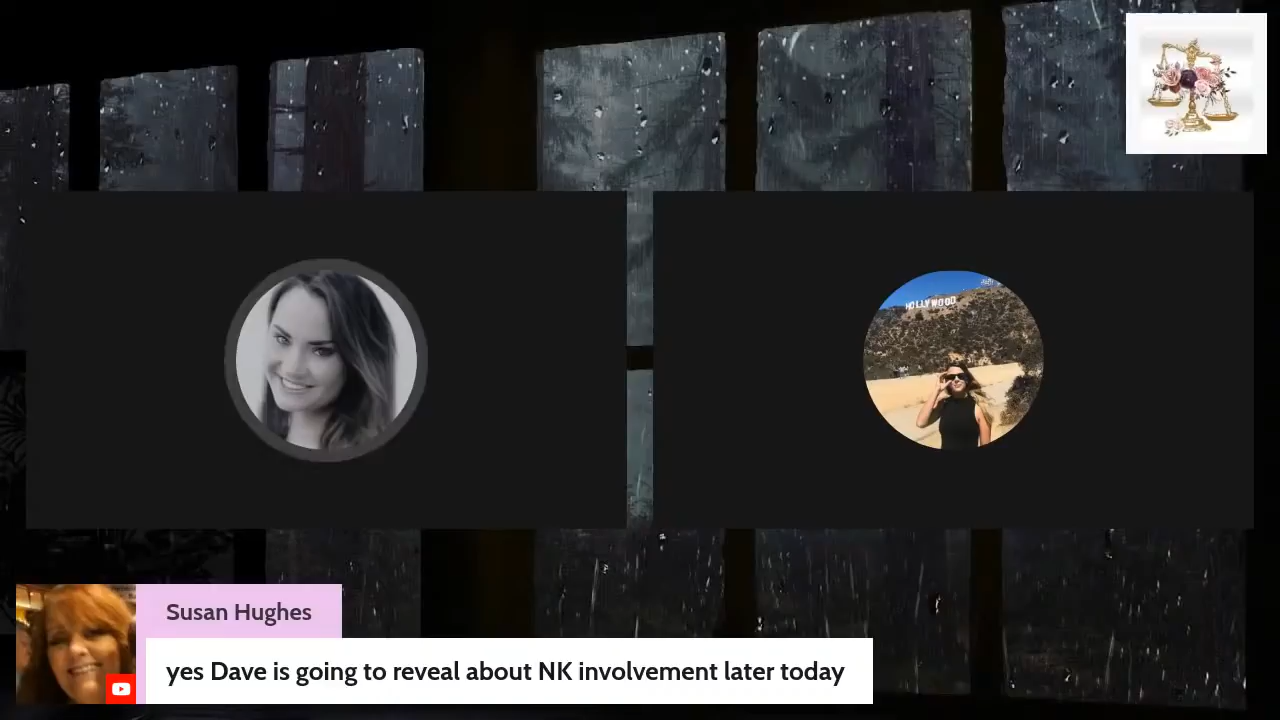 HOLLYWOOD
Susan Hughes
yes Dave is going to reveal about NK involvement later today